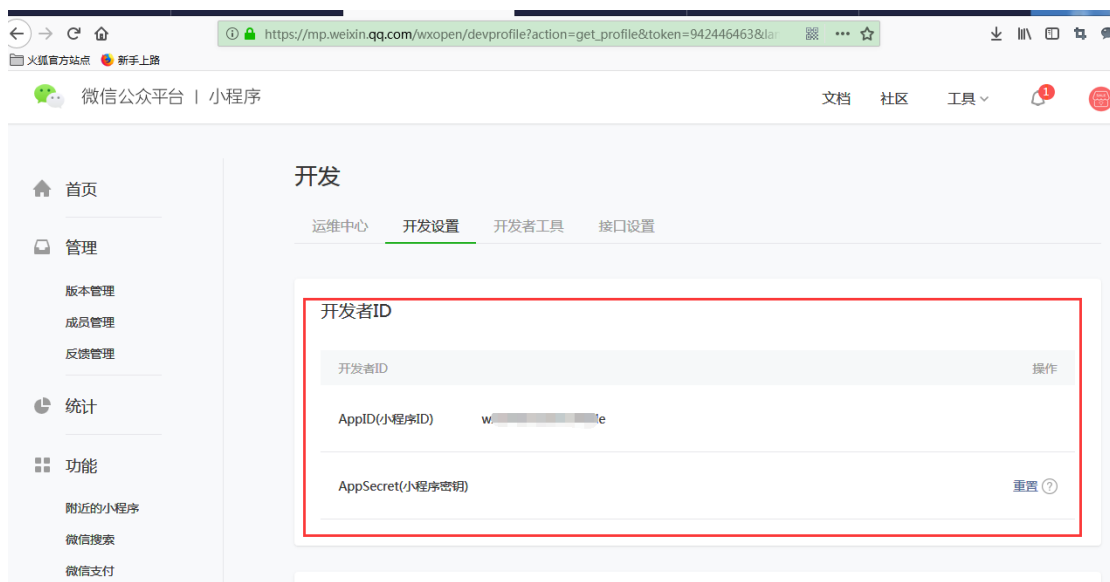 https://mp.weixin.qq.com/wxopen/devprofile?action=get_profile&token=942446463&lar
火狐官方站点 新手上路
微信公众平台 | 小程序
文档 社区 工具 1
首页
管理
版本管理
成员管理
反馈管理
统计
功能
附近的小程序
微信搜索
微信支付
开发
运维中心 开发设置 开发者工具 接口设置
开发者ID
开发者ID 操作
AppID(小程序ID)
AppSecret(小程序密钥) 重置 ?